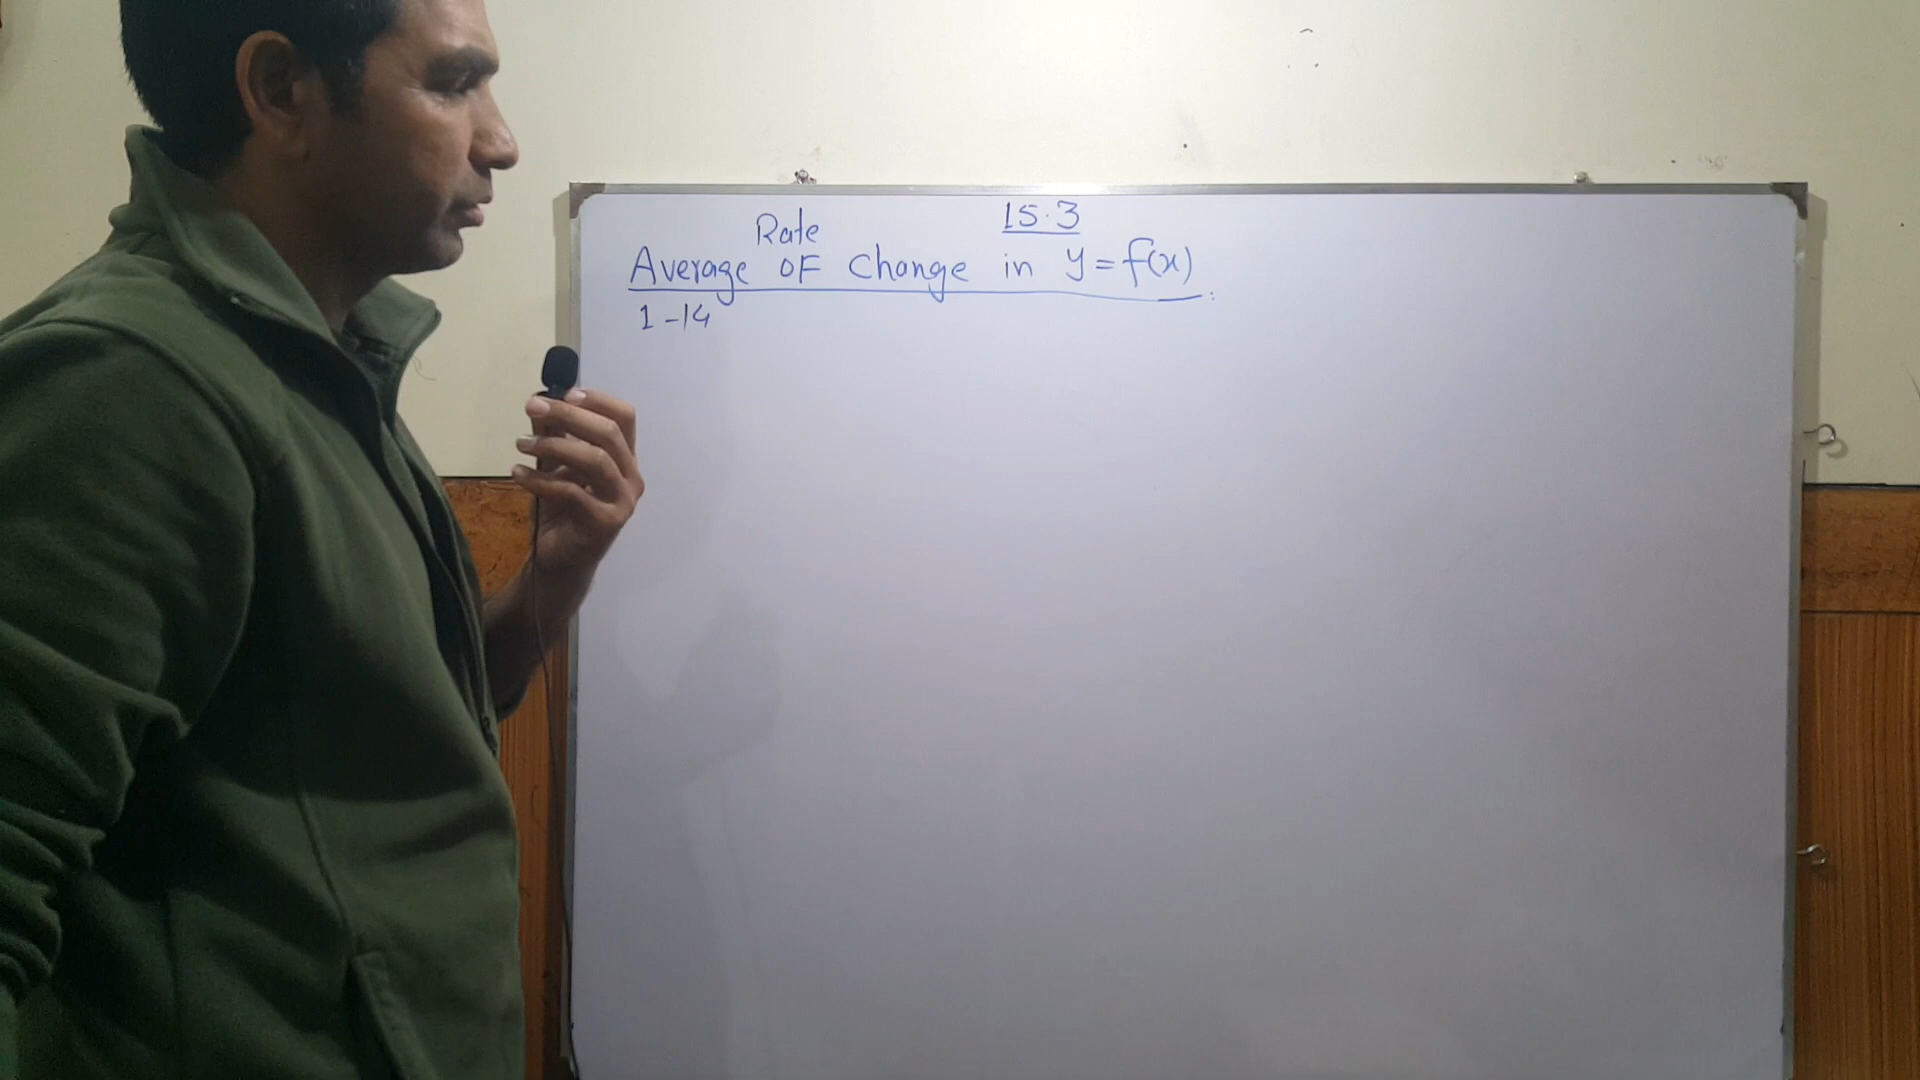 15.3
Rate
Average OF Change in y = f(x)
1-14